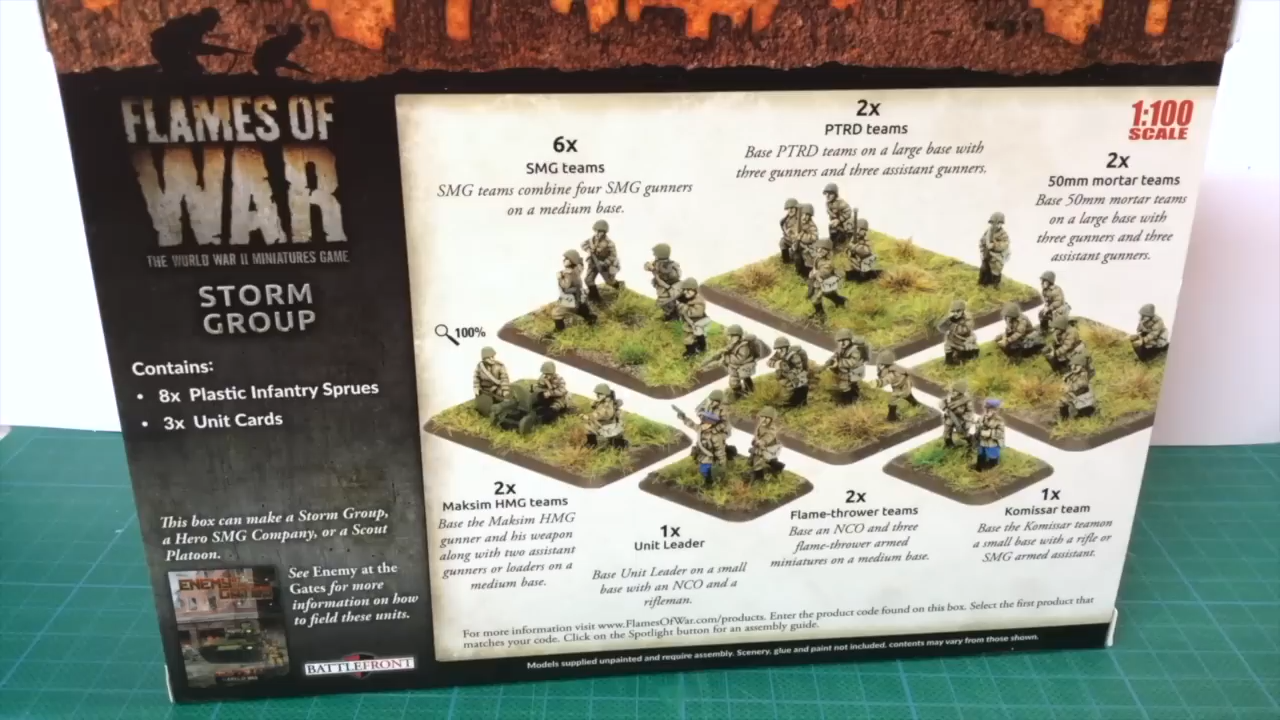 FLAMES OF
WAR
THE WORLD WAR II MINIATURES GAME
STORM
GROUP
Contains:
• 8x Plastic Infantry Sprues
• 3x Unit Cards
This box can make a Storm Group,
a Hero SMG Company, or a Scout
Platoon.
See Enemy at the
Gates for more
information on how
to field these units.
BATTLEFRONT
6x
SMG teams
SMG teams combine four SMG gunners
on a medium base.
2x
PTRD teams
Base PTRD teams on a large base with
three gunners and three assistant gunners.
1:100
SCALE
2x
50mm mortar teams
Base 50mm mortar teams
on a large base with
three gunners and three
assistant gunners.
100%
2x
Maksim HMG teams
Base the Maksim HMG
gunner and his weapon
along with two assistant
gunners or loaders on a
medium base.
1x
Unit Leader
Base Unit Leader on a small
base with an NCO and a
rifleman.
2x
Flame-thrower teams
Base an NCO and three
flame-thrower armed
miniatures on a medium base.
1x
Komissar team
Base the Komissar teamon
a small base with a rifle or
SMG armed assistant.
For more information visit www.FlamesOfWar.com/products. Enter the product code found on this box. Select the first product that
matches your code. Click on the Spotlight button for an assembly guide.
Models supplied unpainted and require assembly. Scenery, glue and paint not included. contents may vary from those shown.